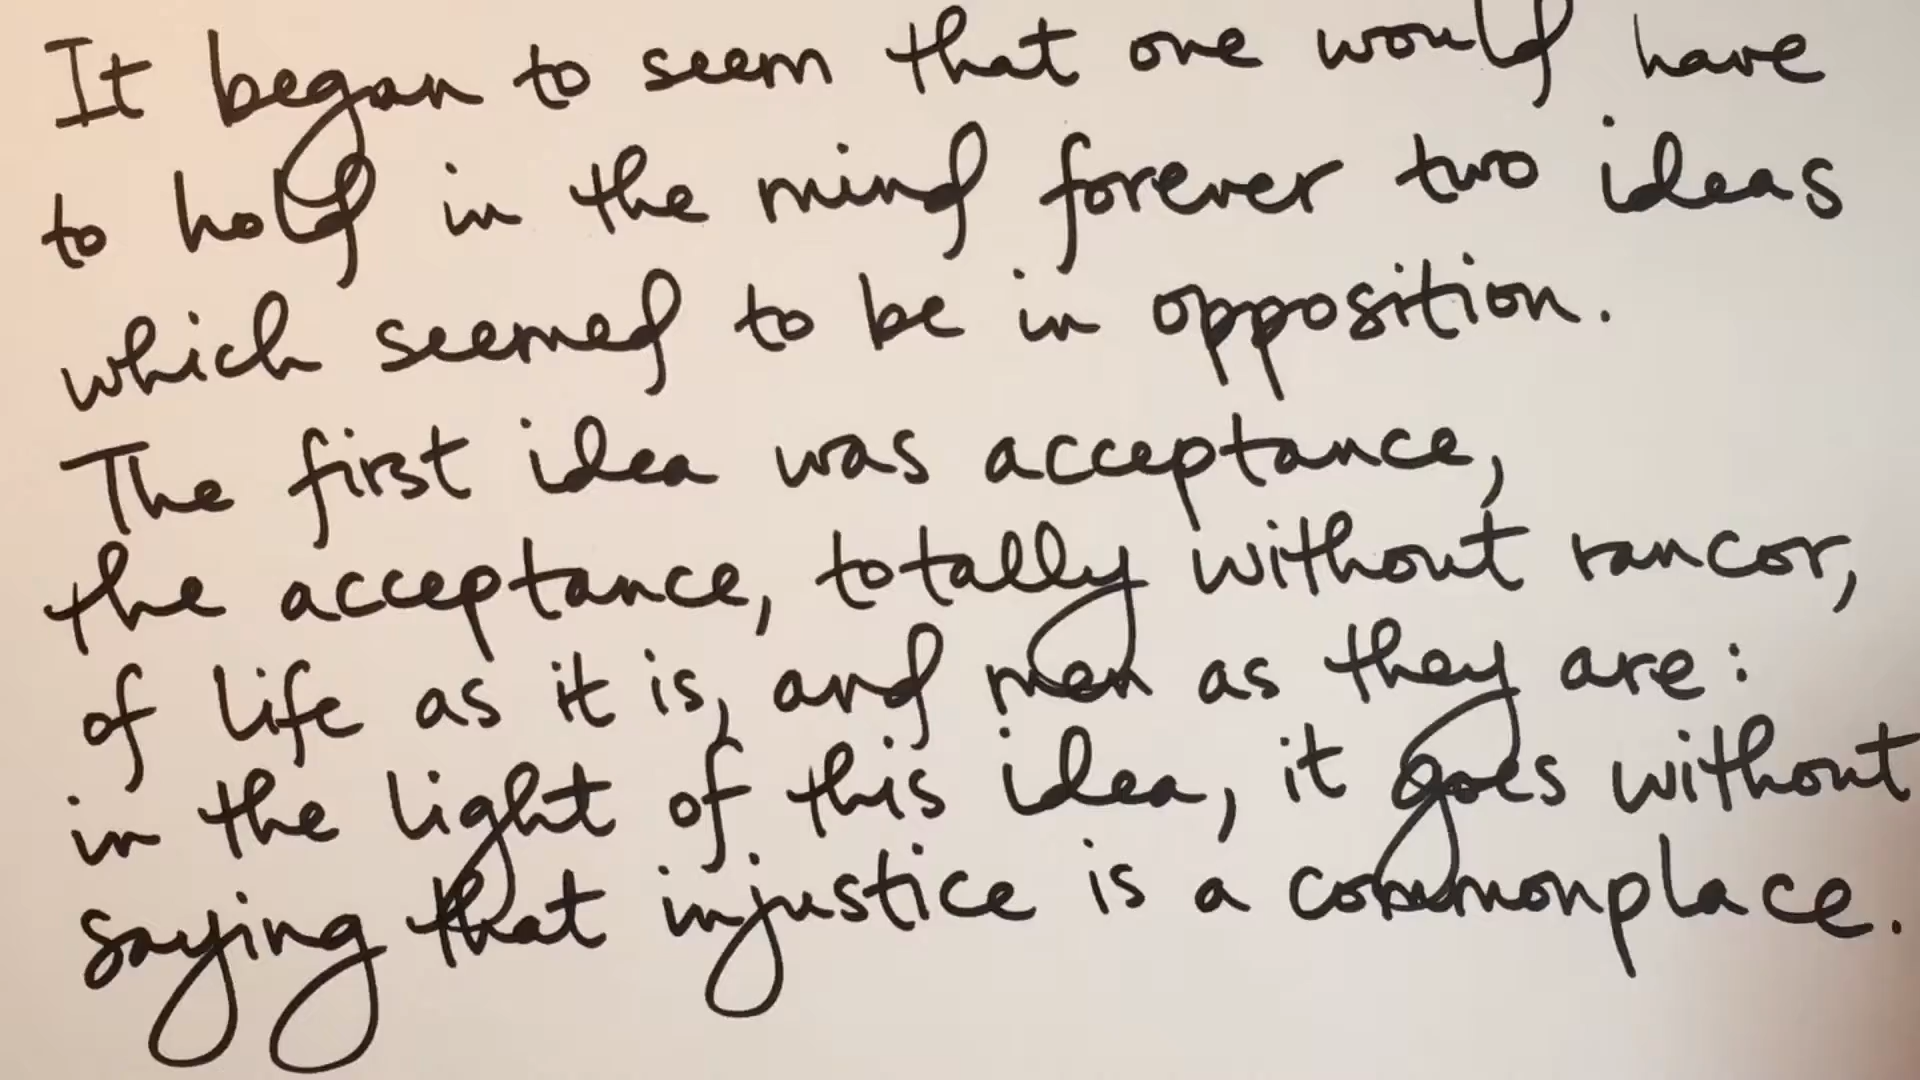 It began to seem that one would have
to hold in the mind forever two ideas
which seemed to be in opposition.
The first idea was acceptance,
the acceptance, totally without rancor,
of life as it is, and men as they are:
in the light of this idea, it goes without
saying that injustice is a commonplace.